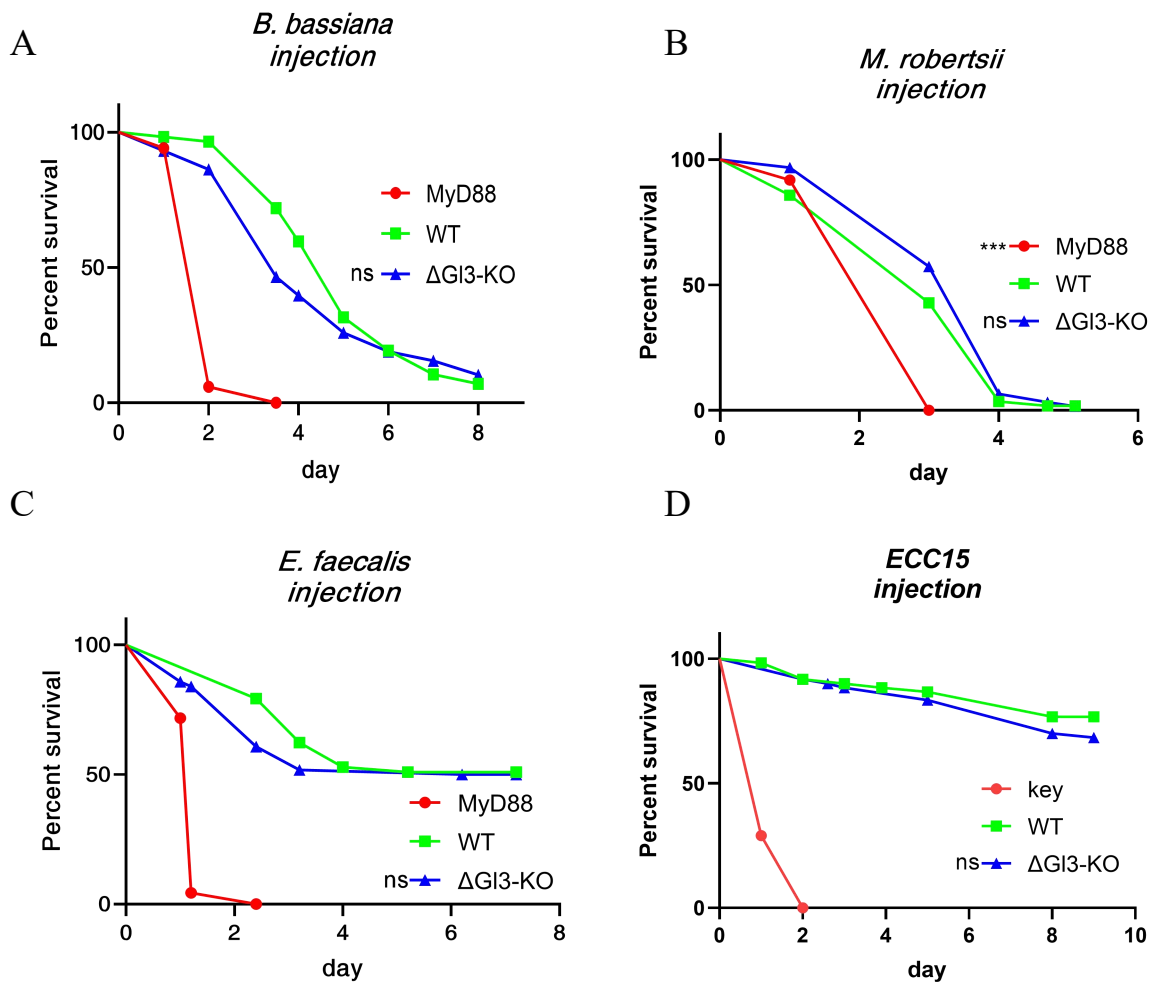 A
B. bassiana
injection
Percent survival
100
50
0
0 2 4 6 8
day
MyD88
WT
ns ΔGl3-KO
B
M. robertsii
injection
Percent survival
100
50
0
0 2 4 6
day
*** MyD88
WT
ns ΔGl3-KO
C
E. faecalis
injection
Percent survival
100
50
0
0 2 4 6 8
day
MyD88
WT
ns ΔGl3-KO
D
ECC15
injection
Percent survival
100
50
0
0 2 4 6 8 10
day
key
WT
ns ΔGl3-KO